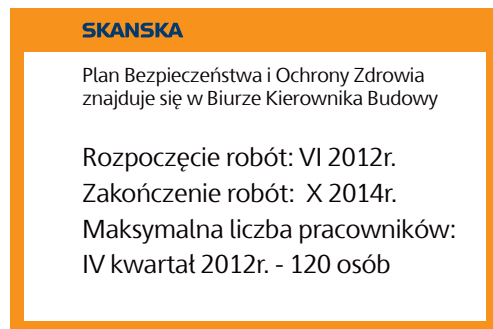 SKANSKA
Plan Bezpieczeństwa i Ochrony Zdrowia
znajduje się w Biurze Kierownika Budowy
Rozpoczęcie robót: VI 2012r.
Zakończenie robót: X 2014r.
Maksymalna liczba pracowników:
IV kwartał 2012r. - 120 osób